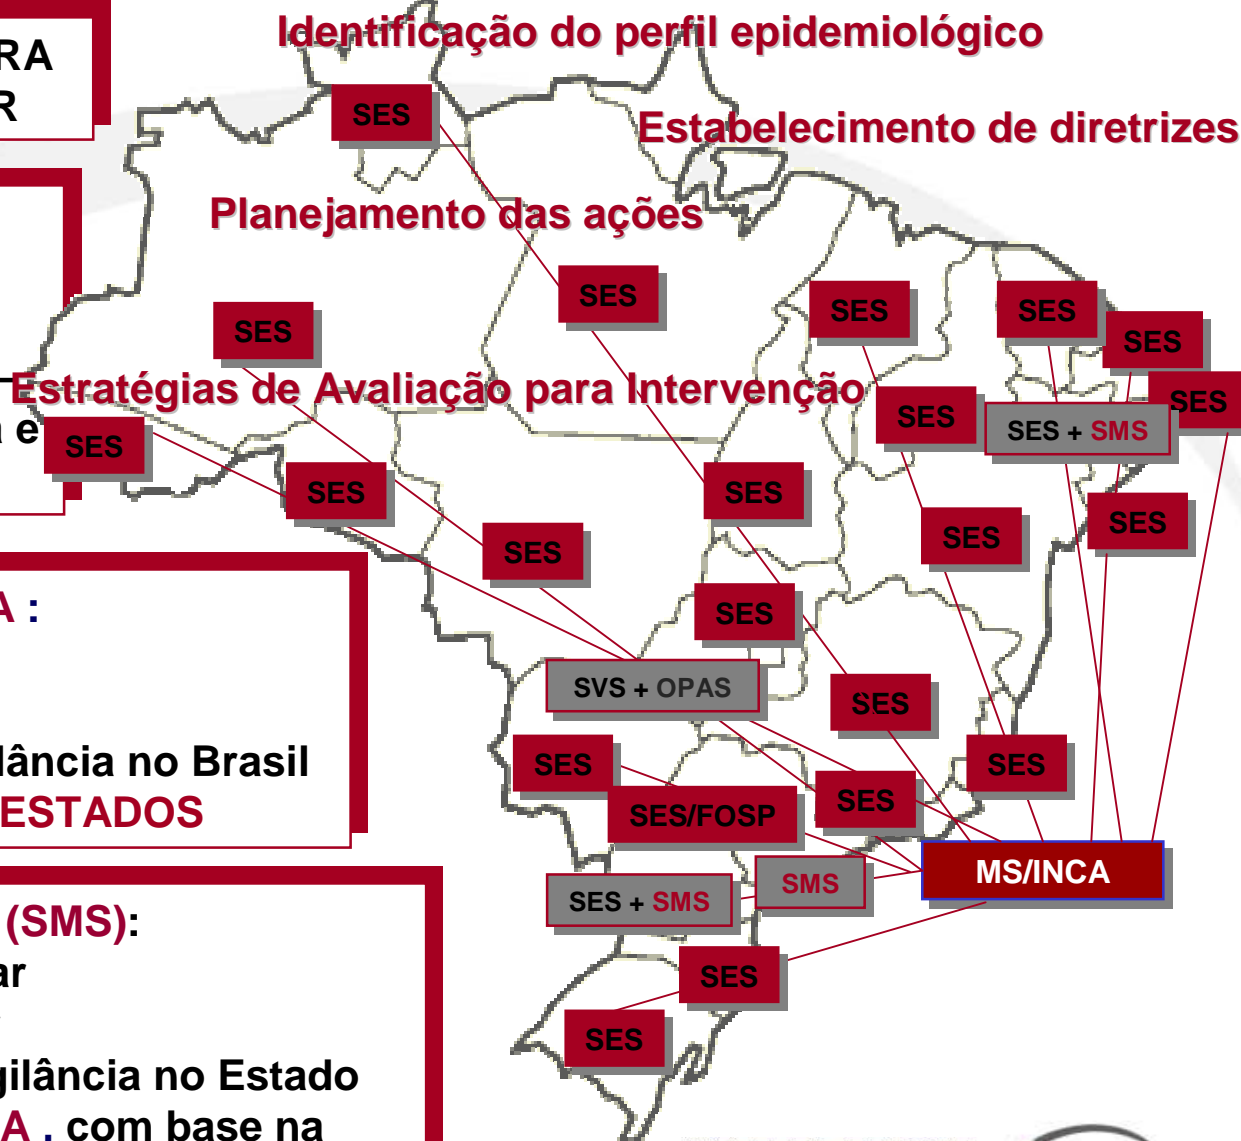 Identificação do perfil epidemiológico
RA
R
SES
Estabelecimento de diretrizes
Planejamento das ações
SES
SES
SES
SES
SES
Estratégias de Avaliação para Intervenção
SES
SES
SES + SMS
a e
SES
SES
SES
SES
SES
SES
SES
A :
SVS + OPAS
SES
lância no Brasil
ESTADOS
SES
SES
SES
SES/FOSP
MS/INCA
SMS
SES + SMS
(SMS):
ar
SES
SES
gilância no Estado
A , com base na